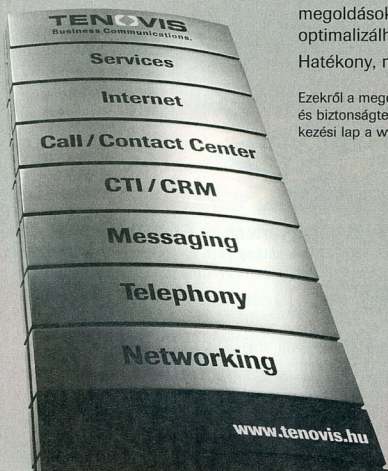 TENOVIS
Business Communications.
Services
Internet
Call/Contact Center
CTI/CRM
Messaging
Telephony
Networking
www.tenovis.hu
megoldások
optimalizálh
Hatékony,
Ezekről a mego
és biztonságte
kezési lap a w